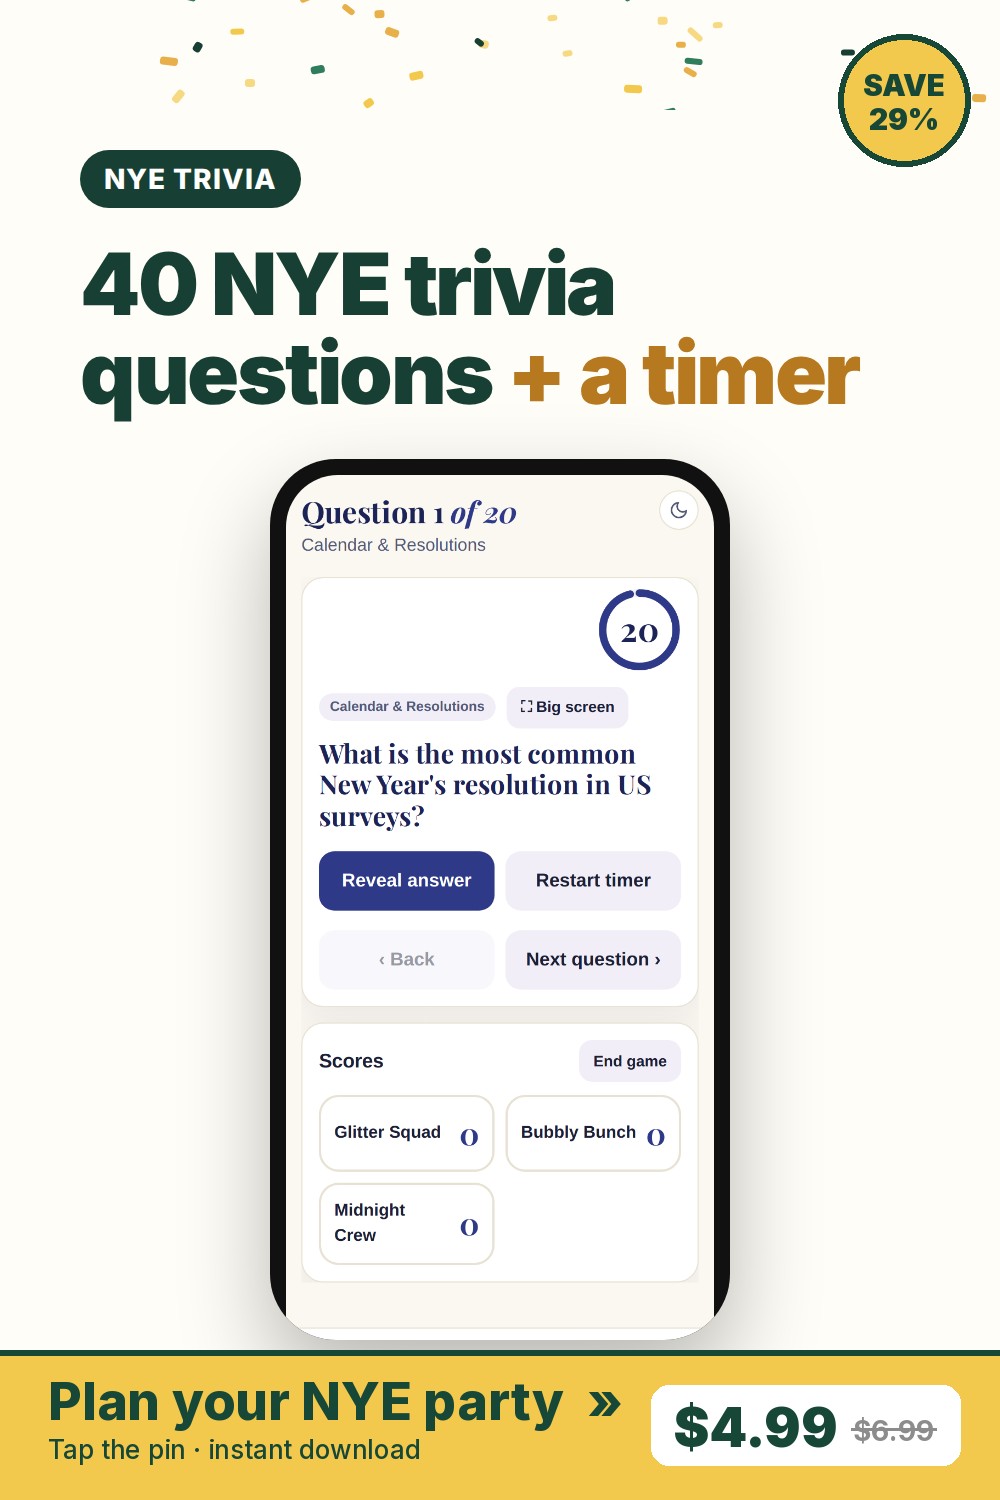 SAVE
29%
NYE TRIVIA
40 NYE trivia
questions + a timer
Question 1 of 20
Calendar & Resolutions
20
Calendar & Resolutions
Big screen
What is the most common
New Year's resolution in US
surveys?
Reveal answer
Restart timer
‹ Back
Next question ›
Scores
End game
Glitter Squad 0
Bubbly Bunch 0
Midnight
Crew
0
Plan your NYE party »
Tap the pin · instant download
$4.99 $6.99